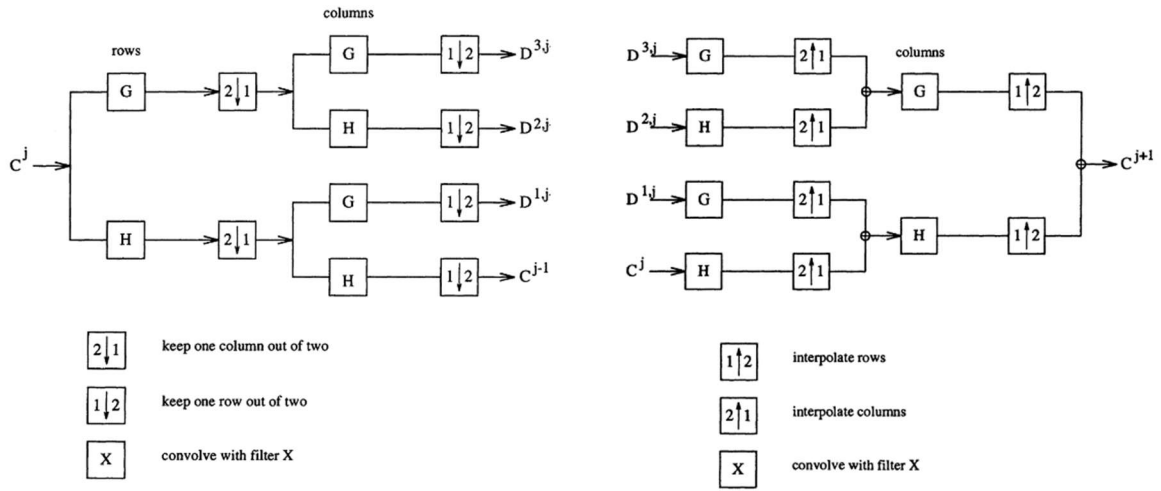 columns
rows
G
1↓2
D^3,j
G
2↓1
H
1↓2
D^2,j
C^j
G
1↓2
D^1,j
H
2↓1
H
1↓2
C^j-1
2↓1 keep one column out of two
1↓2 keep one row out of two
X convolve with filter X
D^3,j
G
2↑1
columns
G
1↑2
D^2,j
H
2↑1
C^j+1
D^1,j
G
2↑1
H
1↑2
C^j
H
2↑1
1↑2 interpolate rows
2↑1 interpolate columns
X convolve with filter X